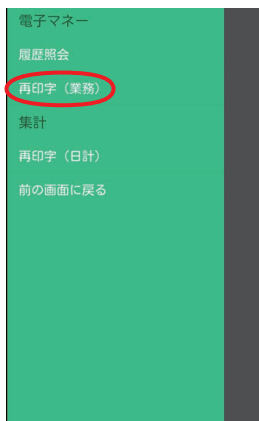 電子マネー
履歴照会
再印字（業務）
集計
再印字（日計）
前の画面に戻る